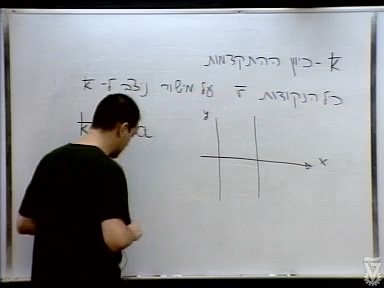 k̄ - כיוון ההתקדמות
כל הנקודות r̄ על מישור ניצב ל- k̄
k a
y
x